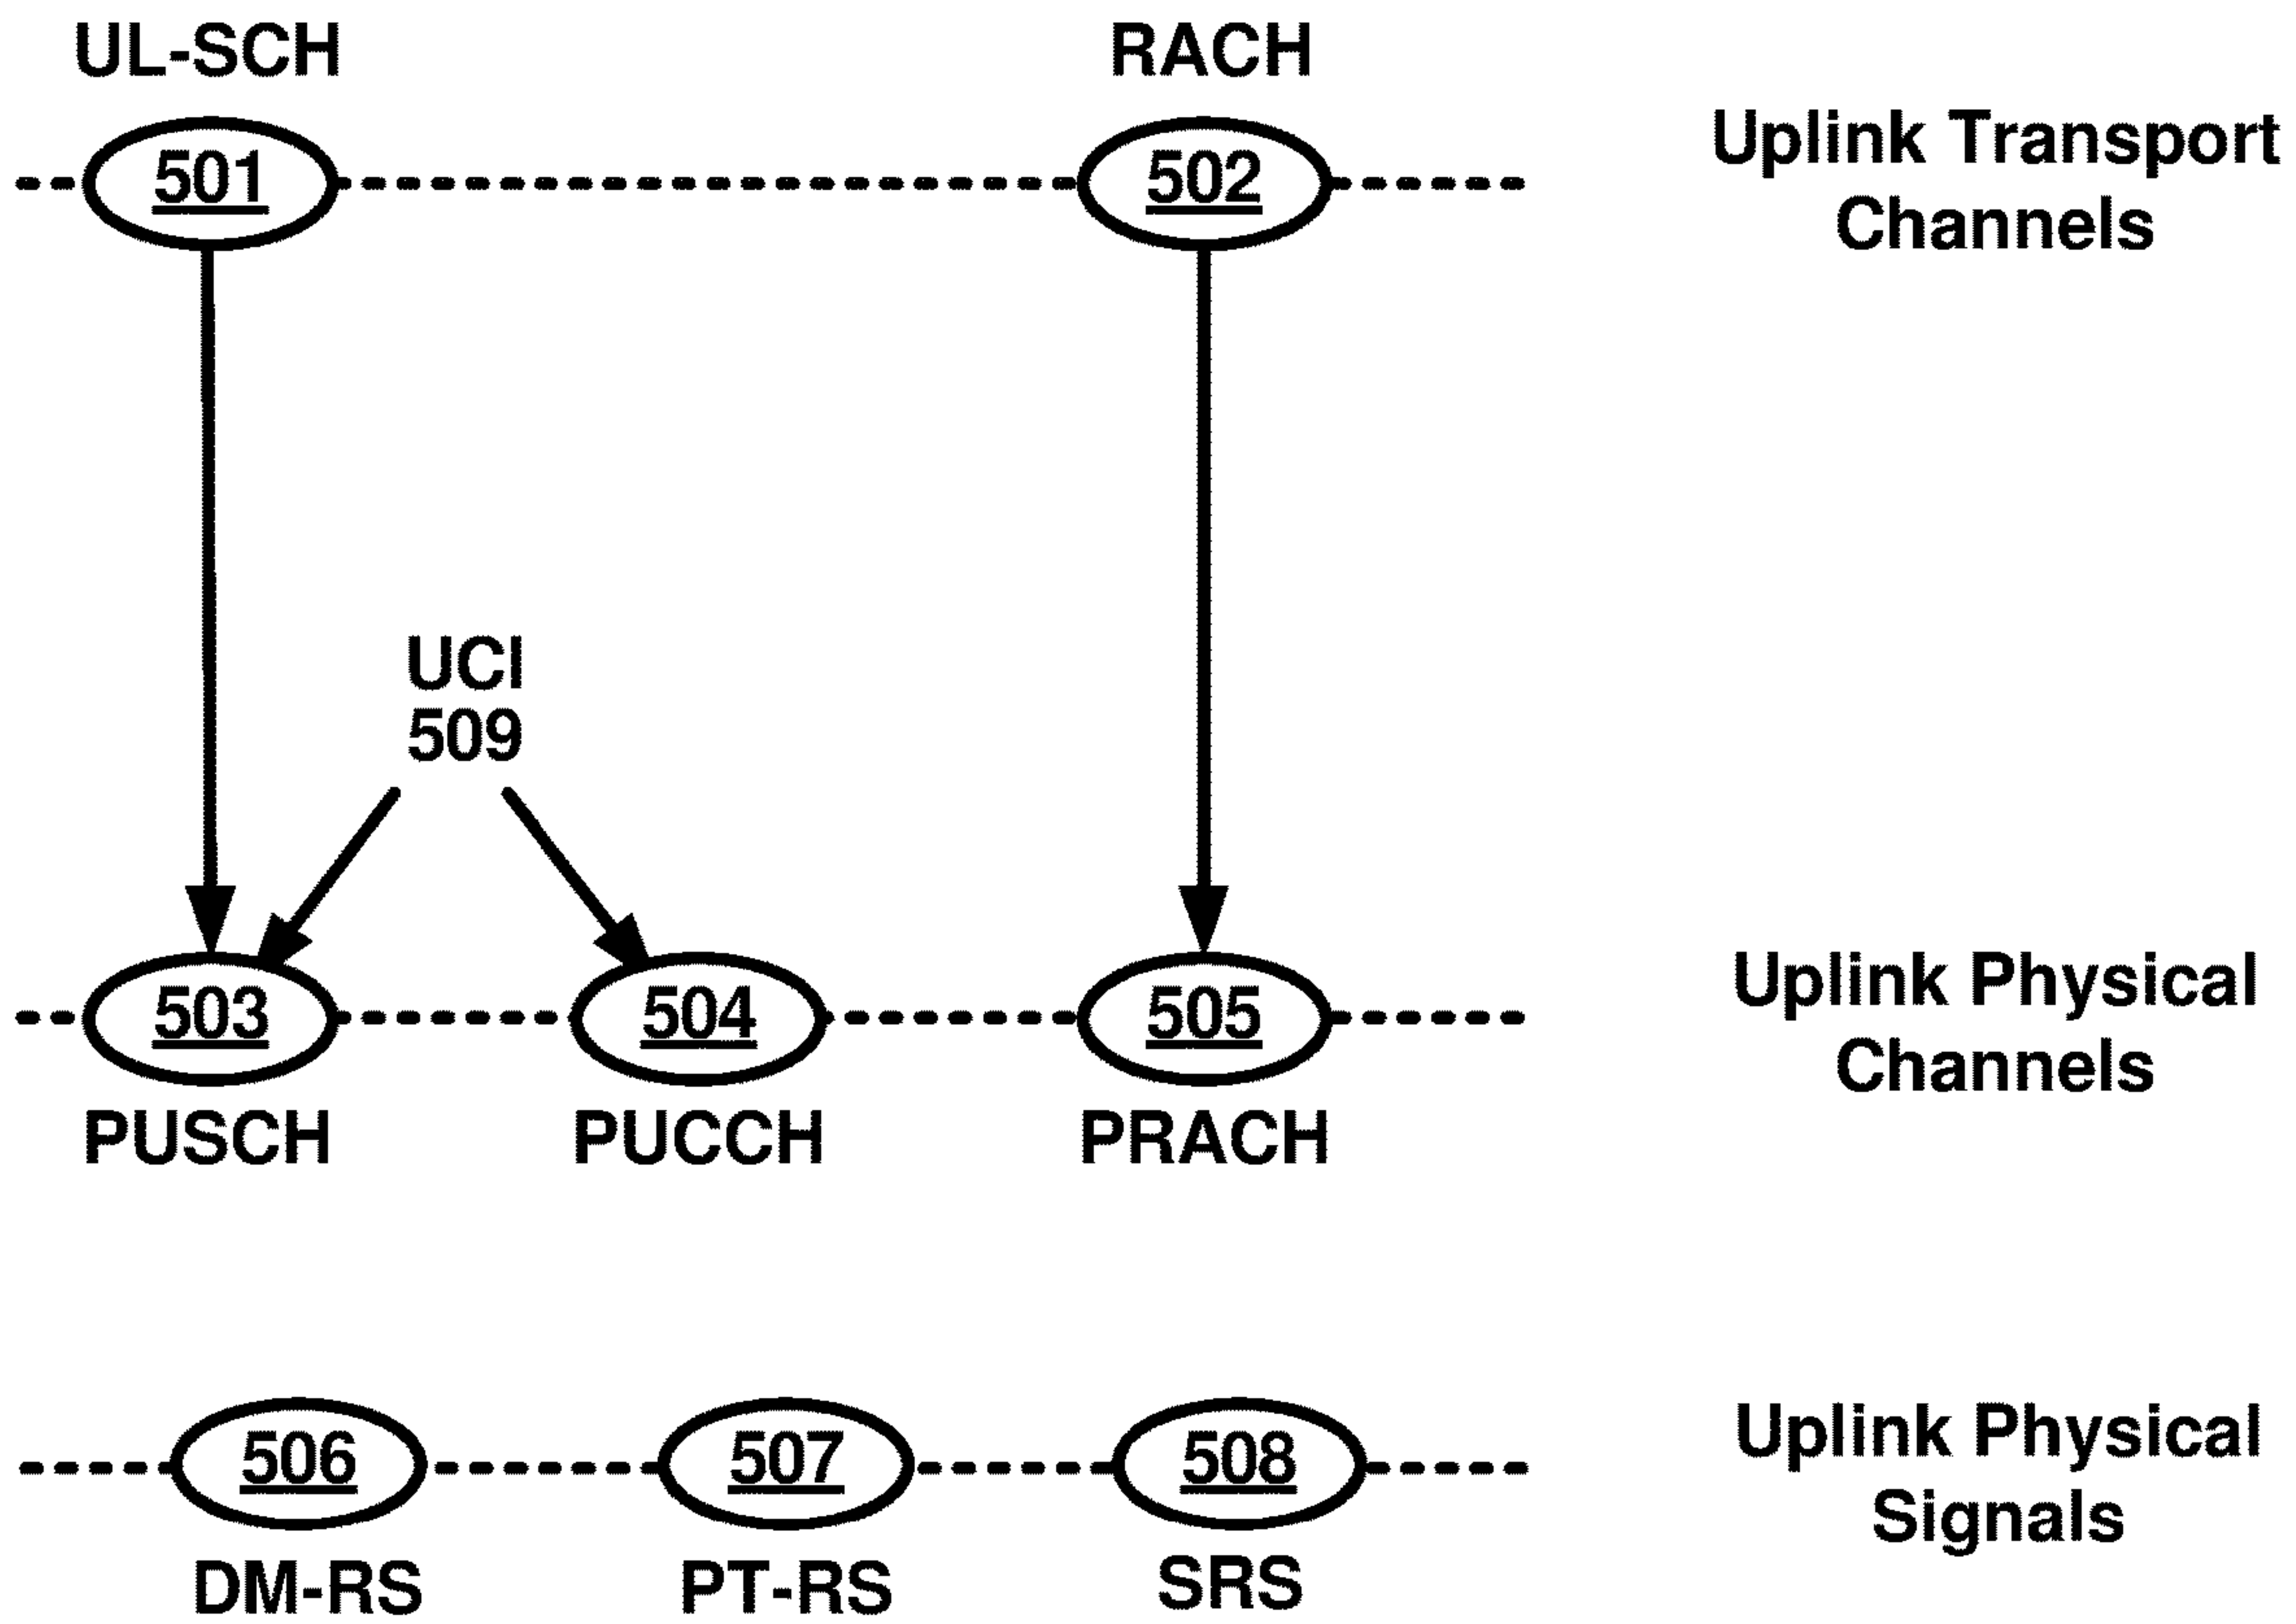 UL-SCH
RACH
501
502
Uplink Transport
Channels
UCI
509
503
504
505
Uplink Physical
Channels
PUSCH
PUCCH
PRACH
506
507
508
Uplink Physical
Signals
DM-RS
PT-RS
SRS